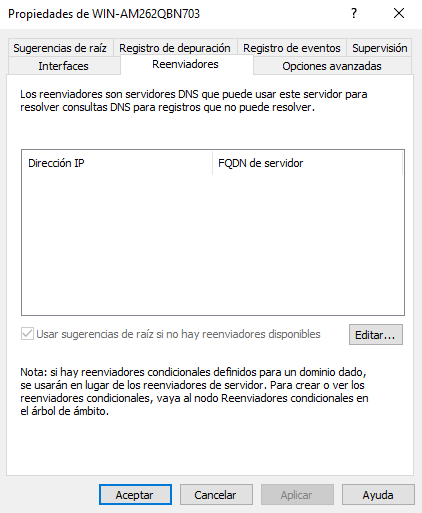 Propiedades de WIN-AM262QBN703
Sugerencias de raíz Registro de depuración Registro de eventos Supervisión
Interfaces Reenviadores Opciones avanzadas
Los reenviadores son servidores DNS que puede usar este servidor para
resolver consultas DNS para registros que no puede resolver.
Dirección IP FQDN de servidor
Usar sugerencias de raíz si no hay reenviadores disponibles Editar...
Nota: si hay reenviadores condicionales definidos para un dominio dado,
se usarán en lugar de los reenviadores de servidor. Para crear o ver los
reenviadores condicionales, vaya al nodo Reenviadores condicionales en
el árbol de ámbito.
Aceptar Cancelar Aplicar Ayuda